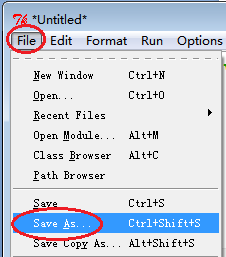 *Untitled*
File Edit Format Run Options
New Window Ctrl+N
Open... Ctrl+O
Recent Files
Open Module... Alt+M
Class Browser Alt+C
Path Browser
Save Ctrl+S
Save As... Ctrl+Shift+S
Save Copy As... Alt+Shift+S